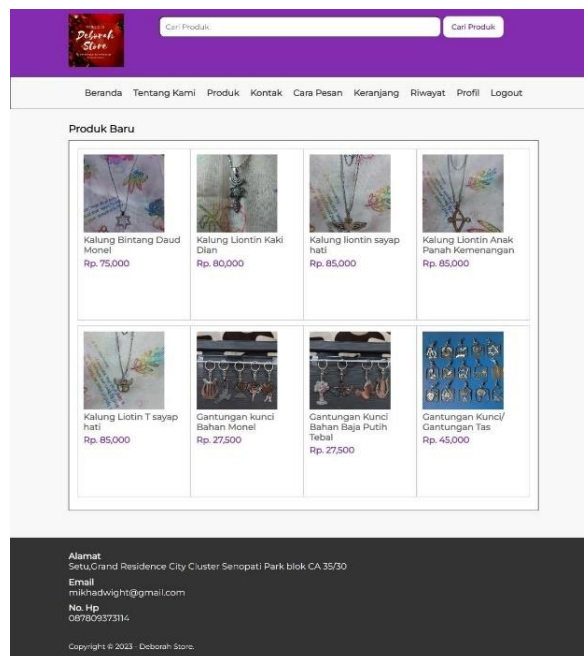 Deborah
Store
Cari Produk
Cari Produk
Beranda Tentang Kami Produk Kontak Cara Pesan Keranjang Riwayat Profil Logout
Produk Baru
Kalung Bintang Daud
Monel
Rp. 75,000
Kalung Liontin Kaki
Dian
Rp. 80,000
Kalung liontin sayap
hati
Rp. 85,000
Kalung Liontin Anak
Panah Kemenangan
Rp. 85,000
Kalung Liotin T sayap
hati
Rp. 85,000
Gantungan kunci
Bahan Monel
Rp. 27,500
Gantungan Kunci
Bahan Baja Putih
Tebal
Rp. 27,500
Gantungan Kunci/
Gantungan Tas
Rp. 45,000
Alamat
Setu,Grand Residence City Cluster Senopati Park blok CA 35/30
Email
mikhadwight@gmail.com
No. Hp
087809373114
Copyright © 2023 - Deborah Store.